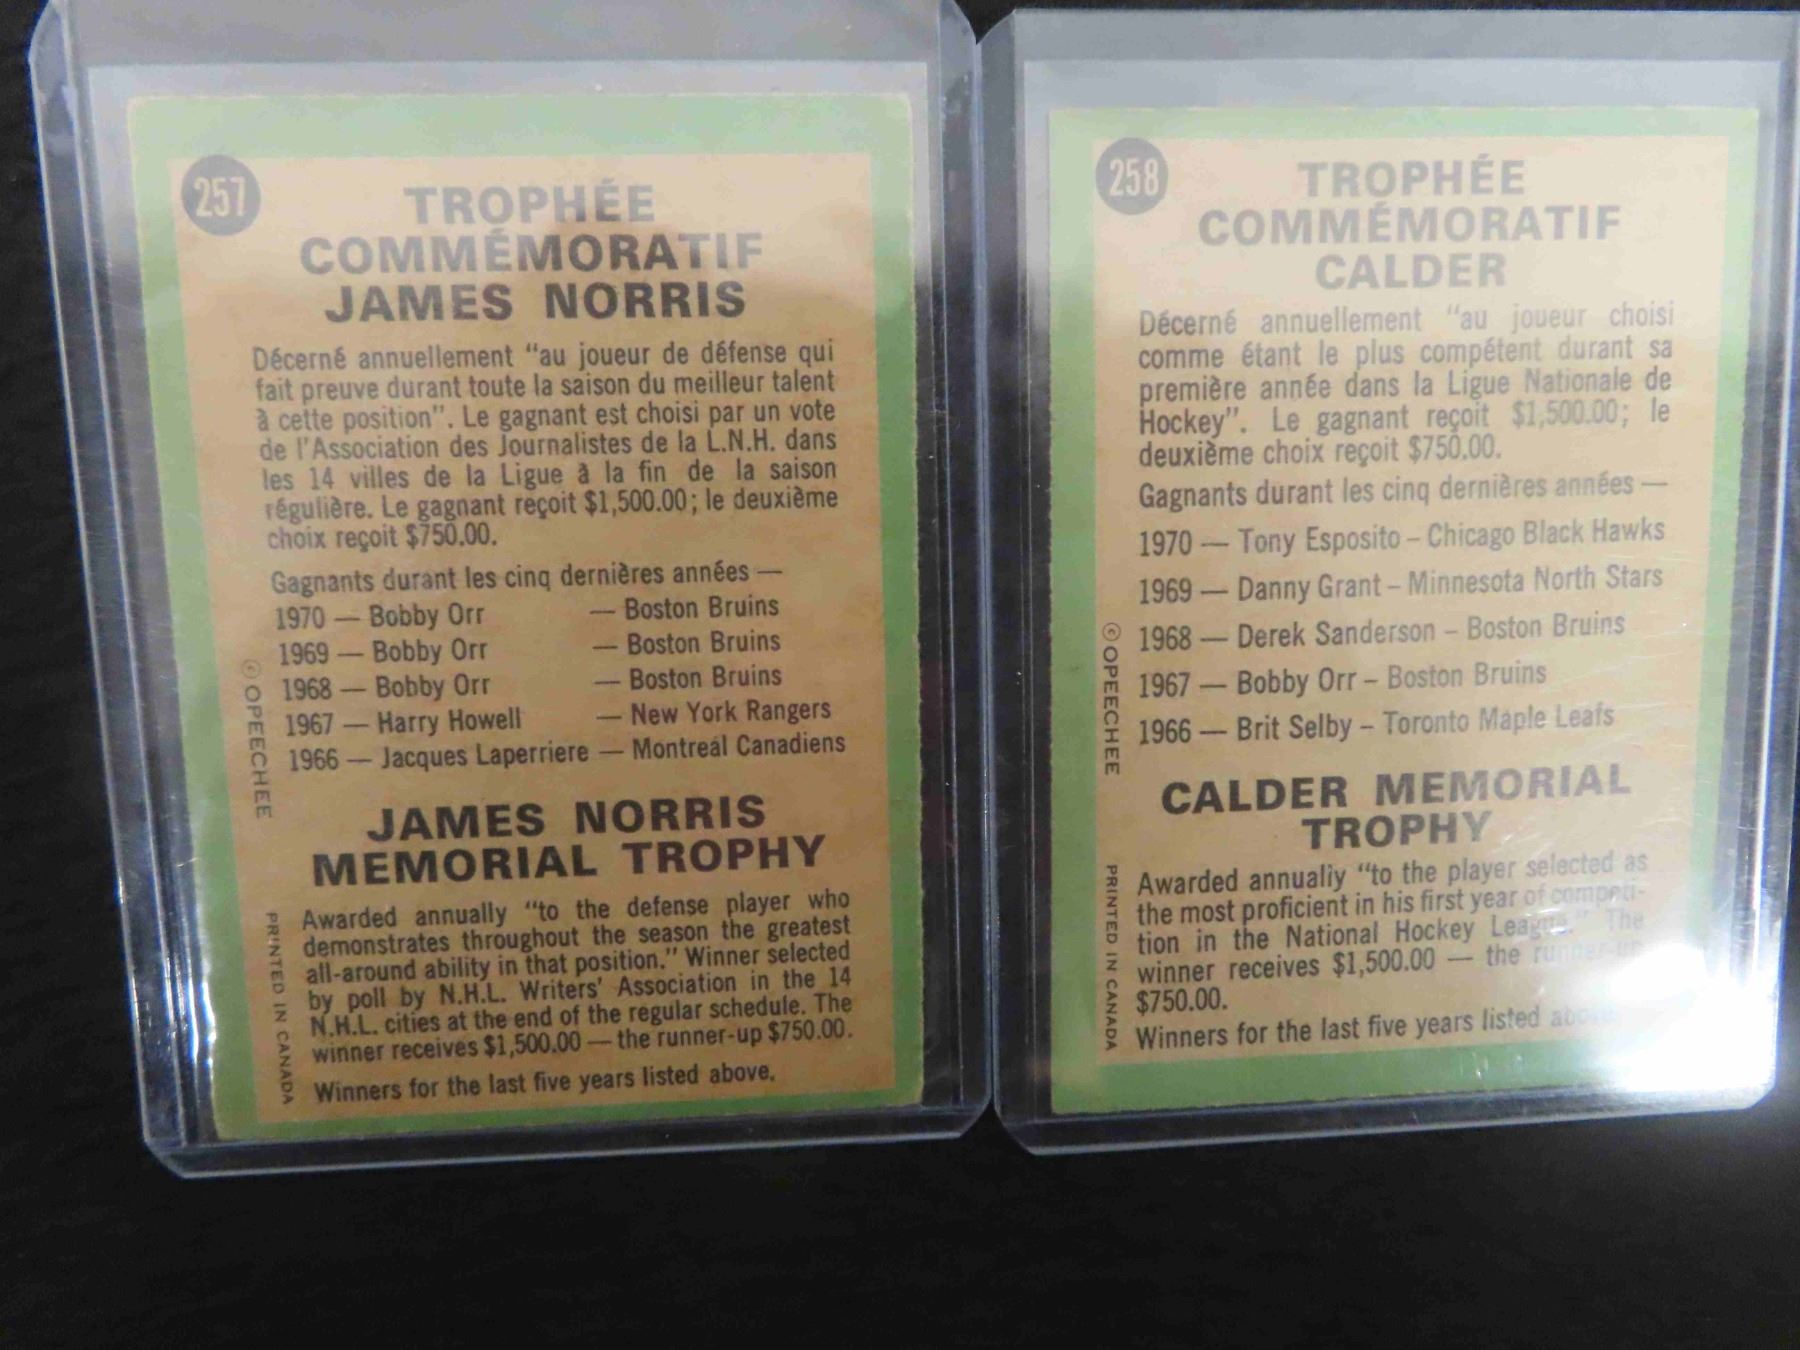 257
TROPHÉE
COMMÉMORATIF
JAMES NORRIS
Décerné annuellement "au joueur de défense qui
fait preuve durant toute la saison du meilleur talent
à cette position". Le gagnant est choisi par un vote
de l'Association des Journalistes de la L.N.H. dans
les 14 villes de la Ligue à la fin de la saison
régulière. Le gagnant reçoit $1,500.00; le deuxième
choix reçoit $750.00.
Gagnants durant les cinq dernières années —
1970 — Bobby Orr — Boston Bruins
1969 — Bobby Orr — Boston Bruins
1968 — Bobby Orr — Boston Bruins
1967 — Harry Howell — New York Rangers
1966 — Jacques Laperriere — Montreal Canadiens
JAMES NORRIS
MEMORIAL TROPHY
Awarded annually "to the defense player who
demonstrates throughout the season the greatest
all-around ability in that position." Winner selected
by poll by N.H.L. Writers' Association in the 14
N.H.L. cities at the end of the regular schedule. The
winner receives $1,500.00 — the runner-up $750.00.
Winners for the last five years listed above.
© OPEECHEE
PRINTED IN CANADA
258
TROPHÉE
COMMÉMORATIF
CALDER
Décerné annuellement "au joueur choisi
comme étant le plus compétent durant sa
première année dans la Ligue Nationale de
Hockey". Le gagnant reçoit $1,500.00; le
deuxième choix reçoit $750.00.
Gagnants durant les cinq dernières années —
1970 — Tony Esposito – Chicago Black Hawks
1969 — Danny Grant – Minnesota North Stars
1968 — Derek Sanderson – Boston Bruins
1967 — Bobby Orr – Boston Bruins
1966 — Brit Selby – Toronto Maple Leafs
CALDER MEMORIAL
TROPHY
Awarded annually "to the player selected as
the most proficient in his first year of competi-
tion in the National Hockey League." The
winner receives $1,500.00 — the runner-up
$750.00.
Winners for the last five years listed above
© OPEECHEE
PRINTED IN CANADA